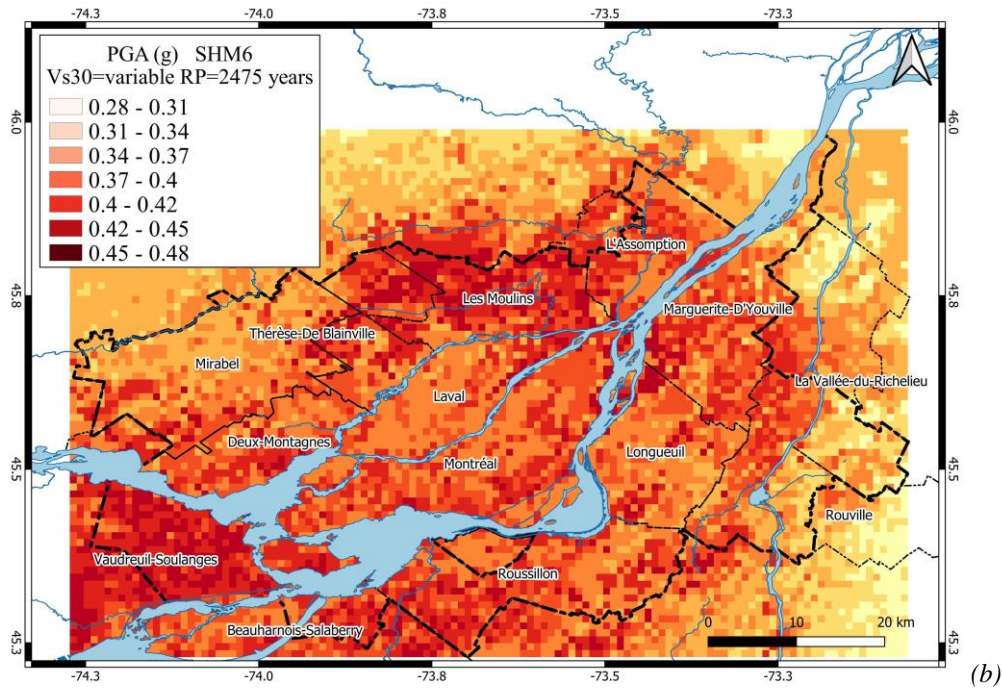 -74.3 -74.0 -73.8 -73.5 -73.3
PGA (g) SHM6
Vs30=variable RP=2475 years
0.28 - 0.31
0.31 - 0.34
0.34 - 0.37
0.37 - 0.4
0.4 - 0.42
0.42 - 0.45
0.45 - 0.48
46.0 46.0
L'Assomption
45.8 45.8
Les Moulins
Marguerite-D'Youville
Thérèse-De Blainville
Mirabel
La Vallée-du-Richelieu
Laval
Deux-Montagnes
Longueuil
Montréal
45.5 45.5
Rouville
Vaudreuil-Soulanges
Roussillon
Beauharnois-Salaberry
0 10 20 km
45.3 45.3
-74.3 -74.0 -73.8 -73.5 -73.3
(b)